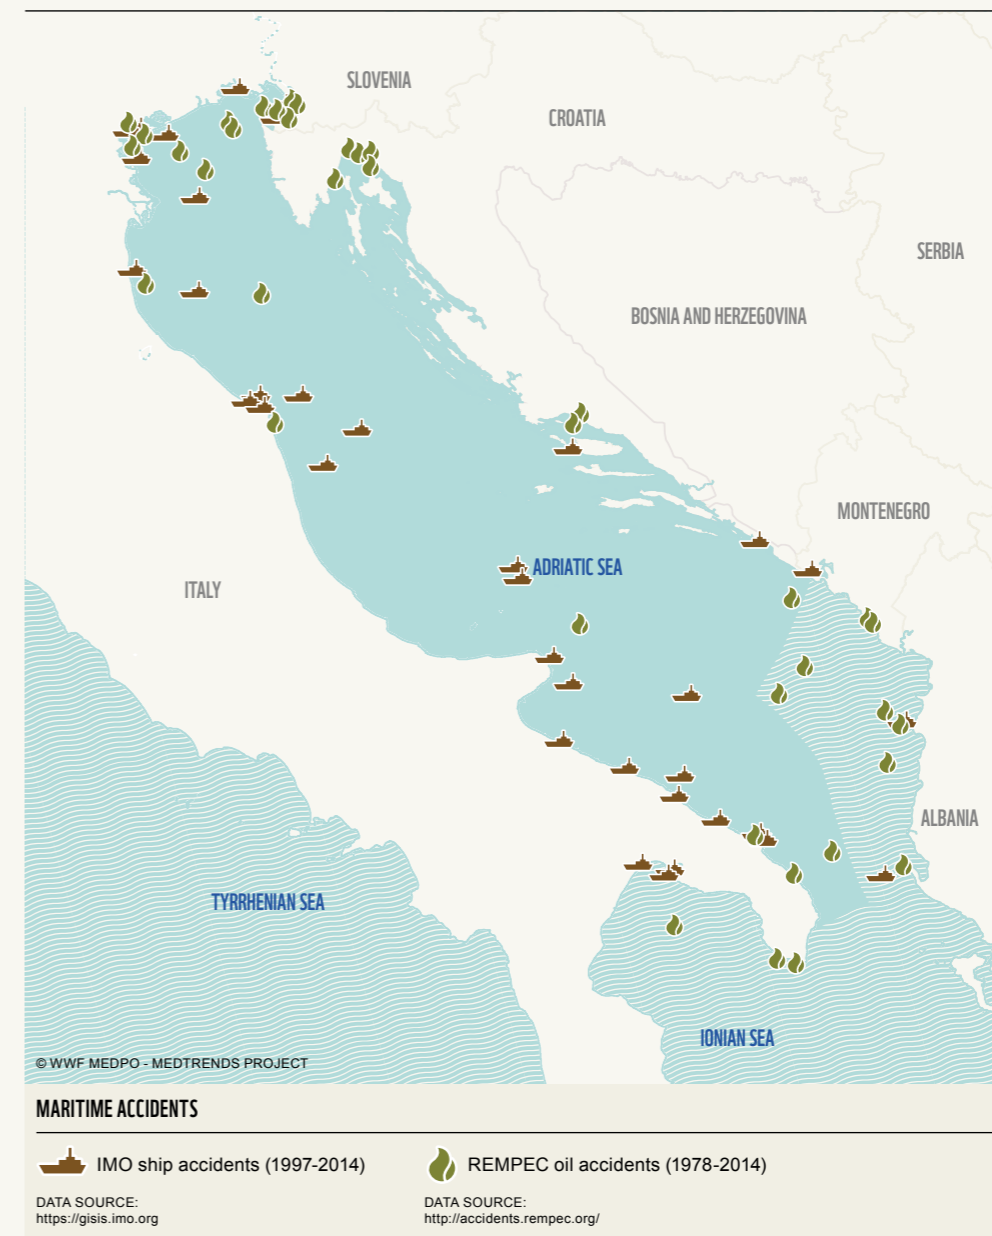 SLOVENIA
CROATIA
SERBIA
BOSNIA AND HERZEGOVINA
MONTENEGRO
ADRIATIC SEA
ITALY
ALBANIA
TYRRHENIAN SEA
IONIAN SEA
© WWF MEDPO - MEDTRENDS PROJECT
MARITIME ACCIDENTS
IMO ship accidents (1997-2014)
REMPEC oil accidents (1978-2014)
DATA SOURCE:
https://gisis.imo.org
DATA SOURCE:
http://accidents.rempec.org/